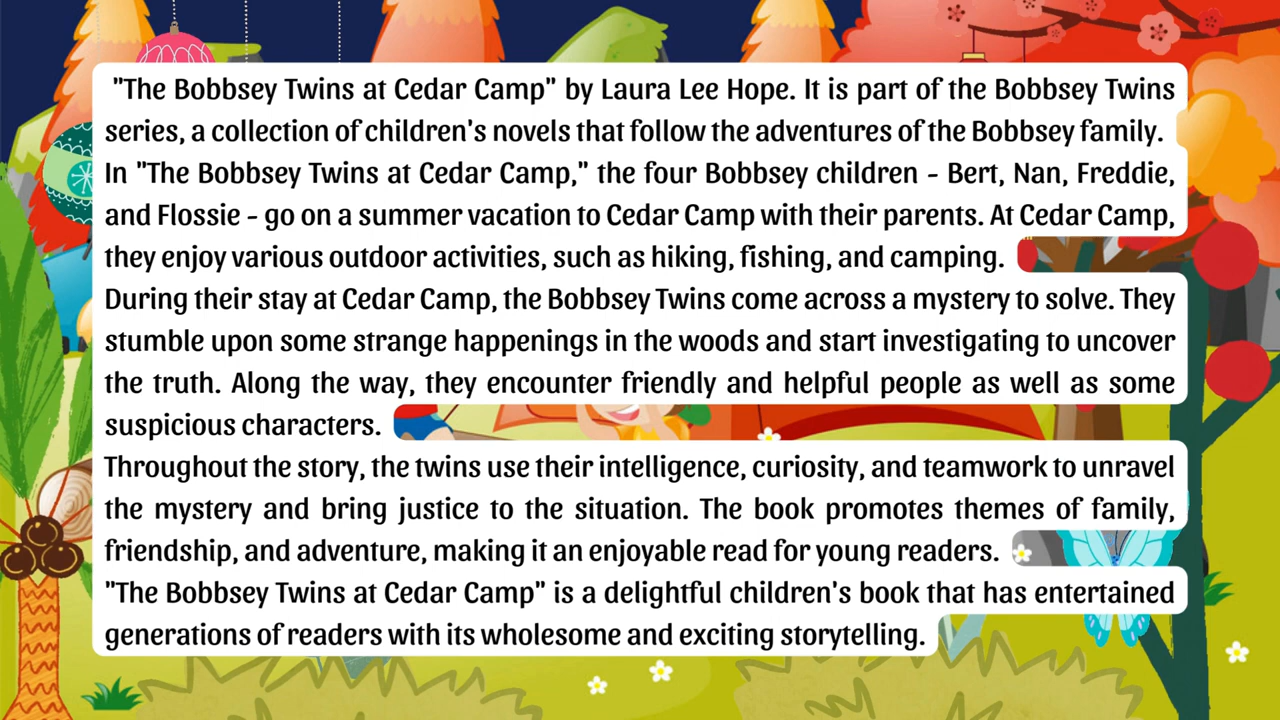 "The Bobbsey Twins at Cedar Camp" by Laura Lee Hope. It is part of the Bobbsey Twins
series, a collection of children's novels that follow the adventures of the Bobbsey family.
In "The Bobbsey Twins at Cedar Camp," the four Bobbsey children - Bert, Nan, Freddie,
and Flossie - go on a summer vacation to Cedar Camp with their parents. At Cedar Camp,
they enjoy various outdoor activities, such as hiking, fishing, and camping.
During their stay at Cedar Camp, the Bobbsey Twins come across a mystery to solve. They
stumble upon some strange happenings in the woods and start investigating to uncover
the truth. Along the way, they encounter friendly and helpful people as well as some
suspicious characters.
Throughout the story, the twins use their intelligence, curiosity, and teamwork to unravel
the mystery and bring justice to the situation. The book promotes themes of family,
friendship, and adventure, making it an enjoyable read for young readers.
"The Bobbsey Twins at Cedar Camp" is a delightful children's book that has entertained
generations of readers with its wholesome and exciting storytelling.